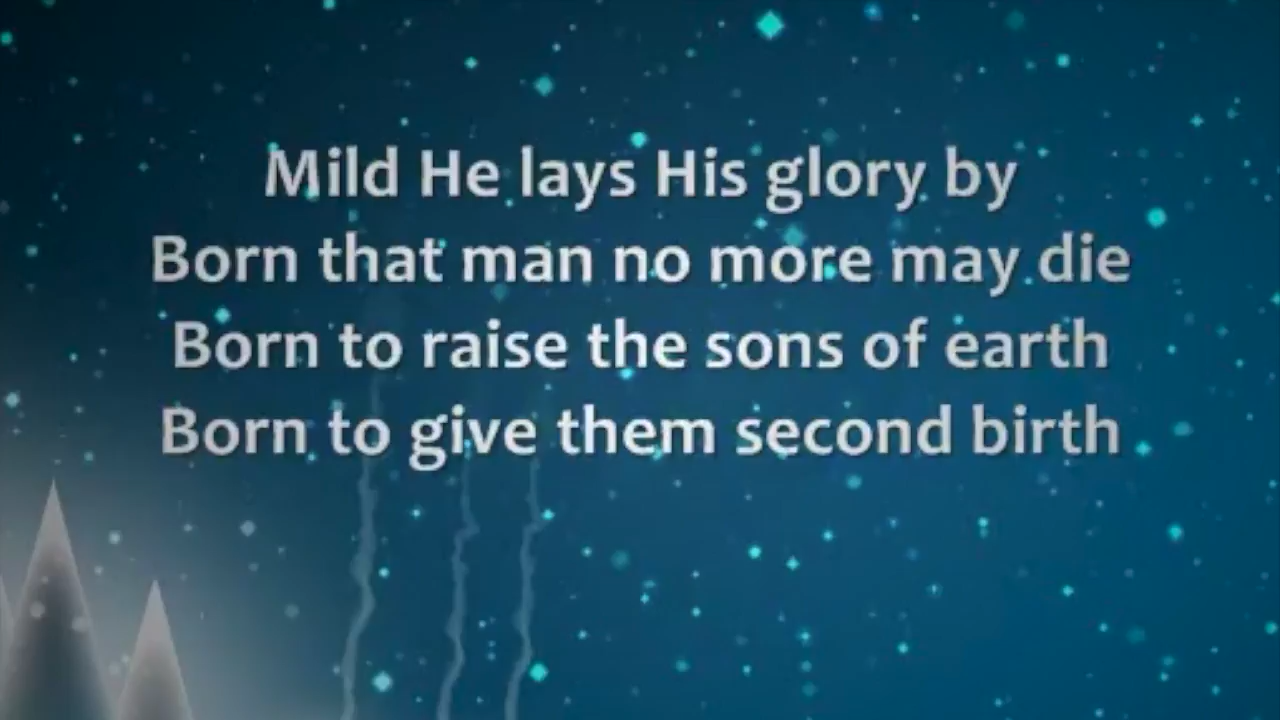 Mild He lays His glory by
Born that man no more may die
Born to raise the sons of earth
Born to give them second birth